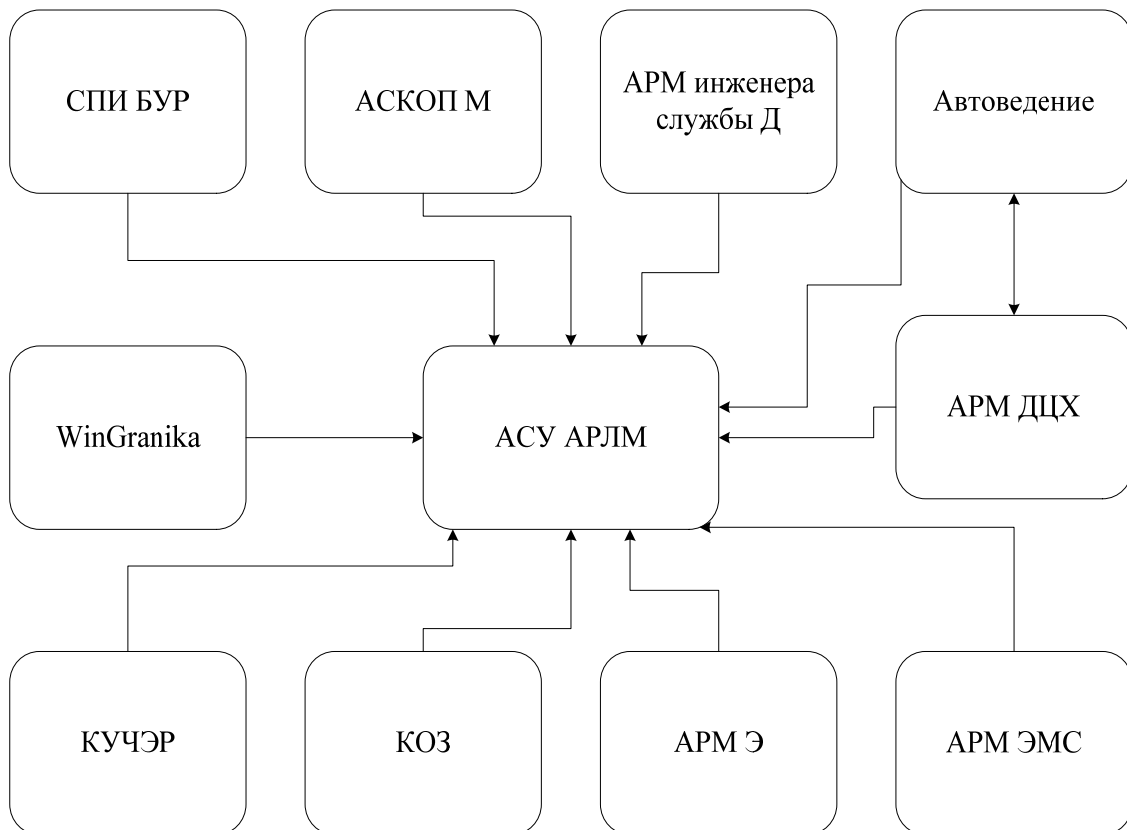 СПИ БУР
АСКОП М
АРМ инженера
службы Д
Автоведение
WinGranika
АСУ АРЛМ
АРМ ДЦХ
КУЧЭР
КОЗ
АРМ Э
АРМ ЭМС